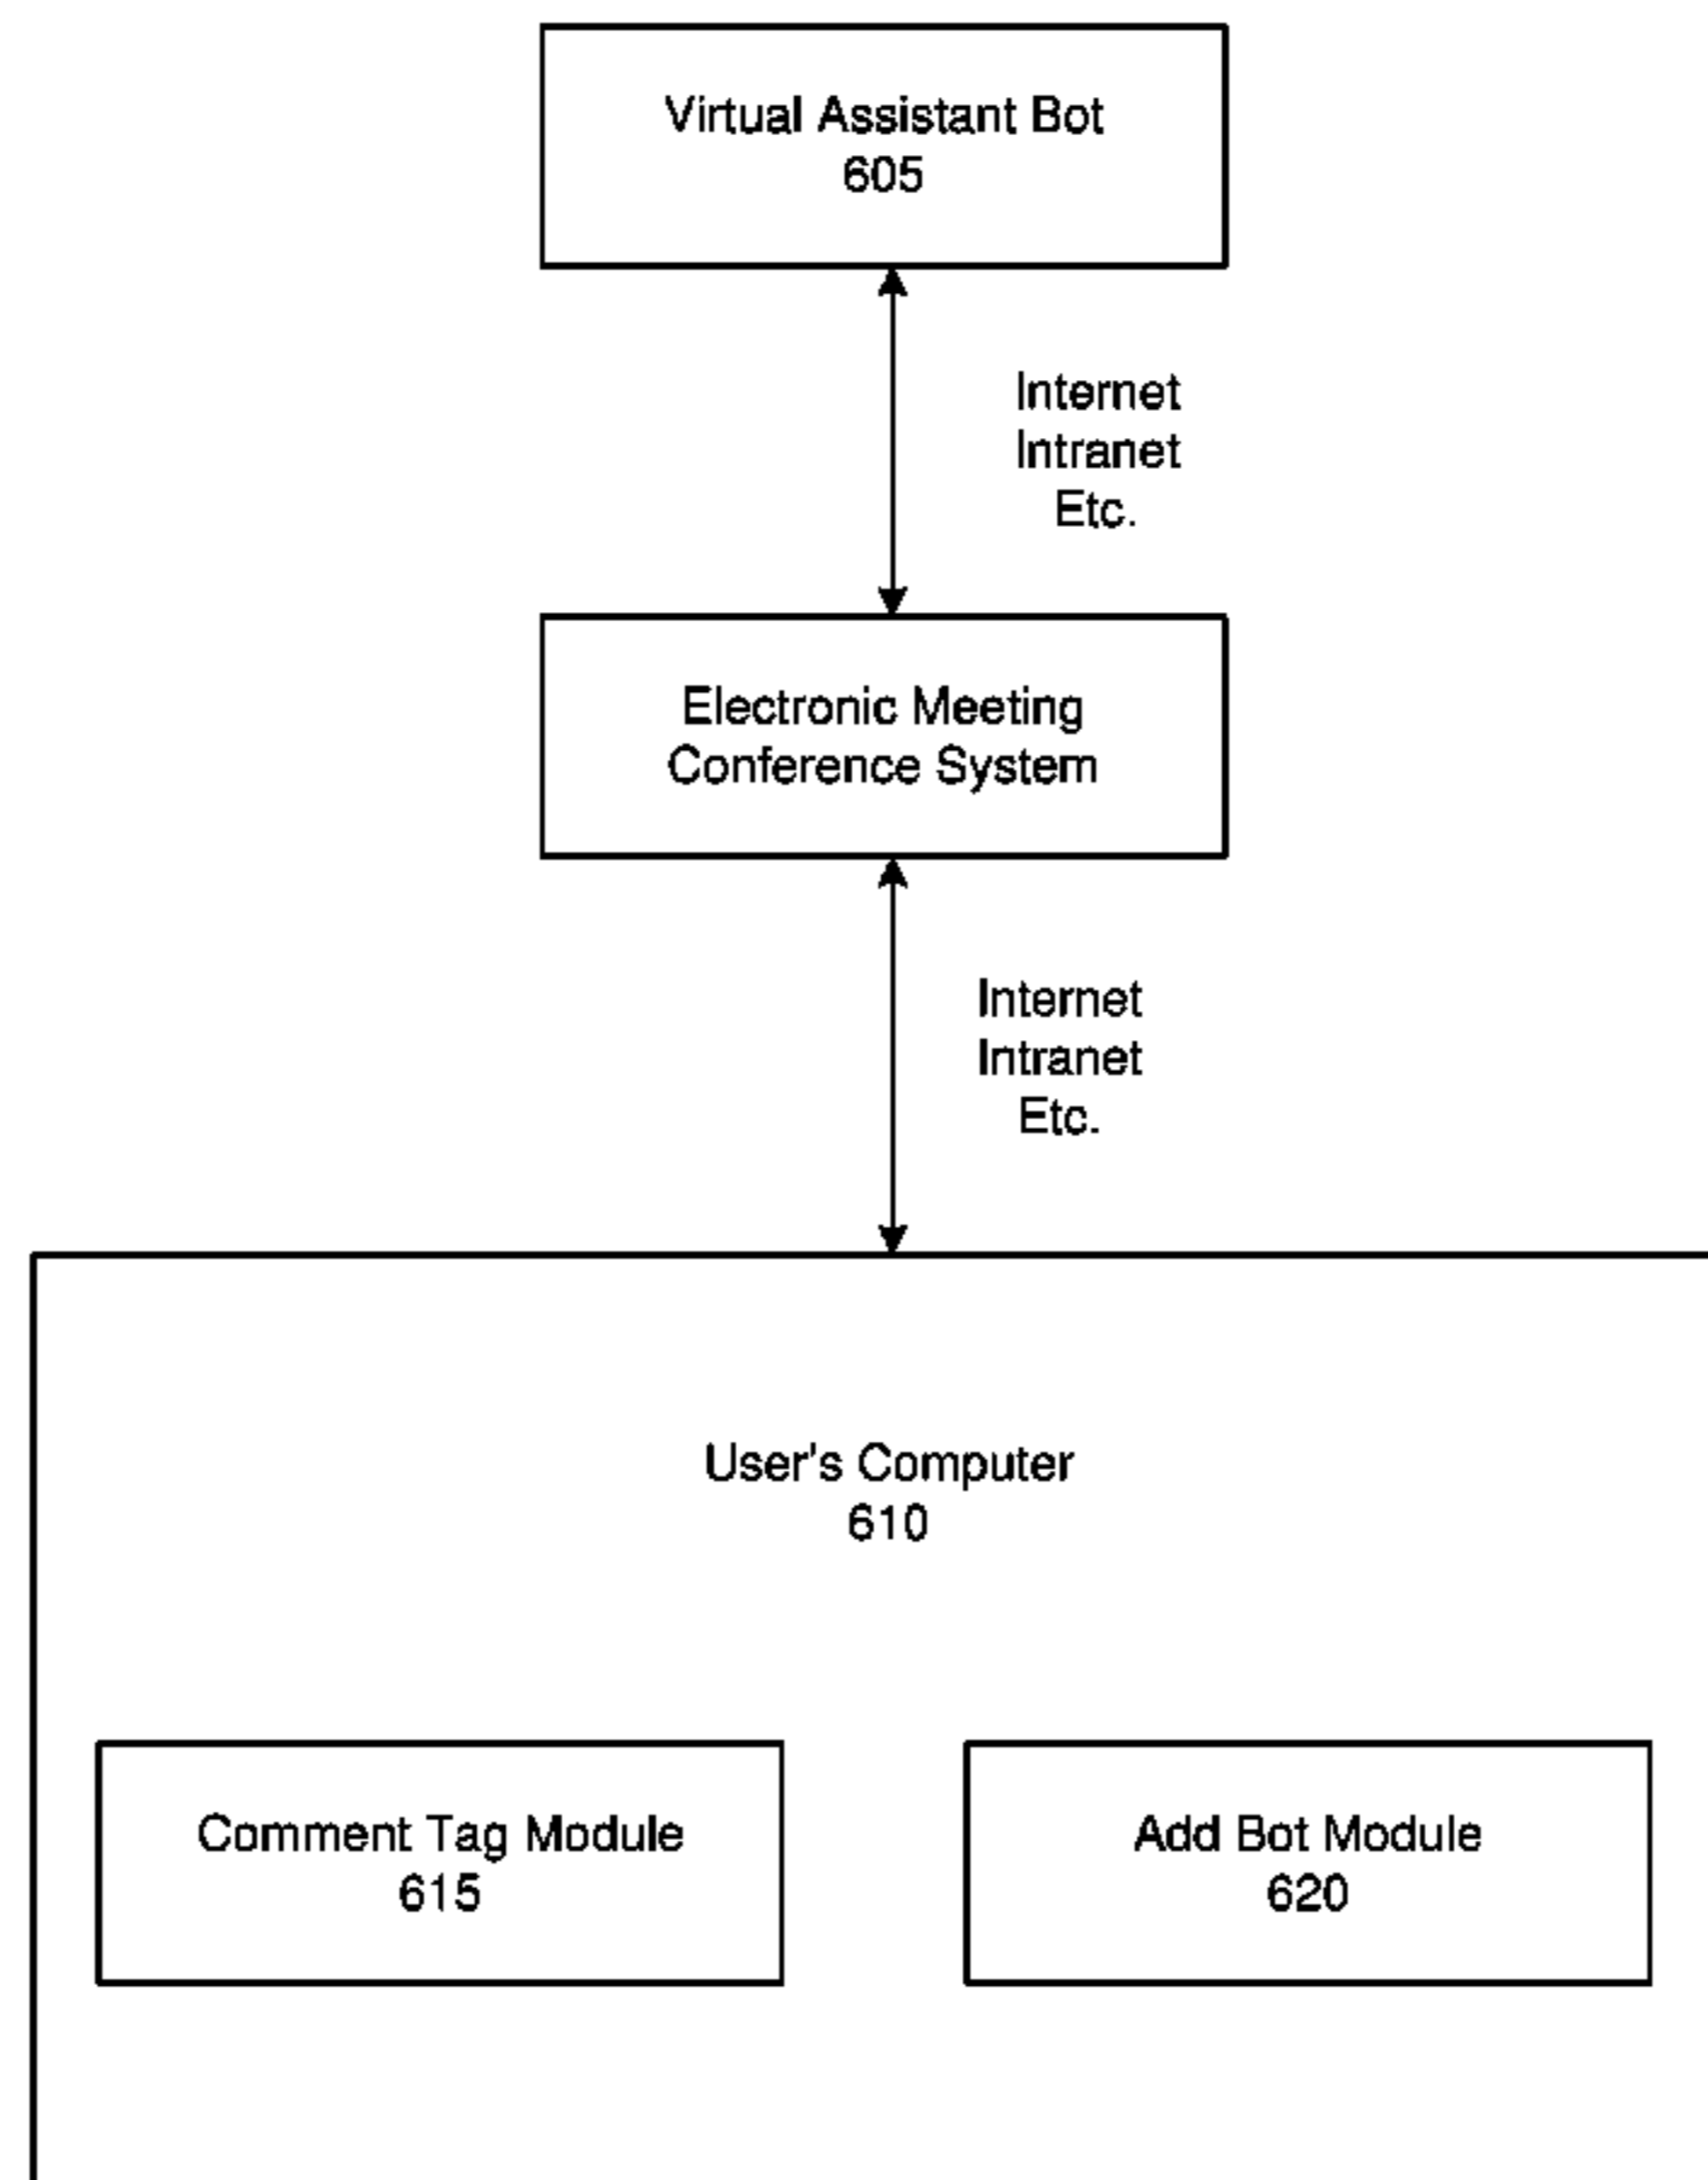 Virtual Assistant Bot
605
Internet
Intranet
Etc.
Electronic Meeting
Conference System
Internet
Intranet
Etc.
User's Computer
610
Comment Tag Module
615
Add Bot Module
620